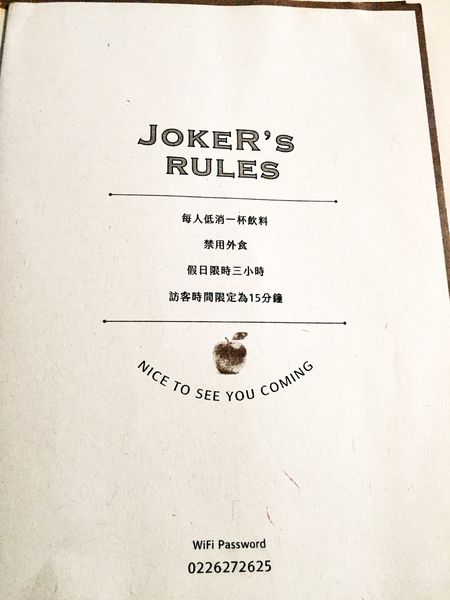 JOKER'S
RULES
每人低消一杯飲料
禁用外食
假日限時三小時
訪客時間限定為15分鐘
NICE TO SEE YOU COMING
WiFi Password
0226272625